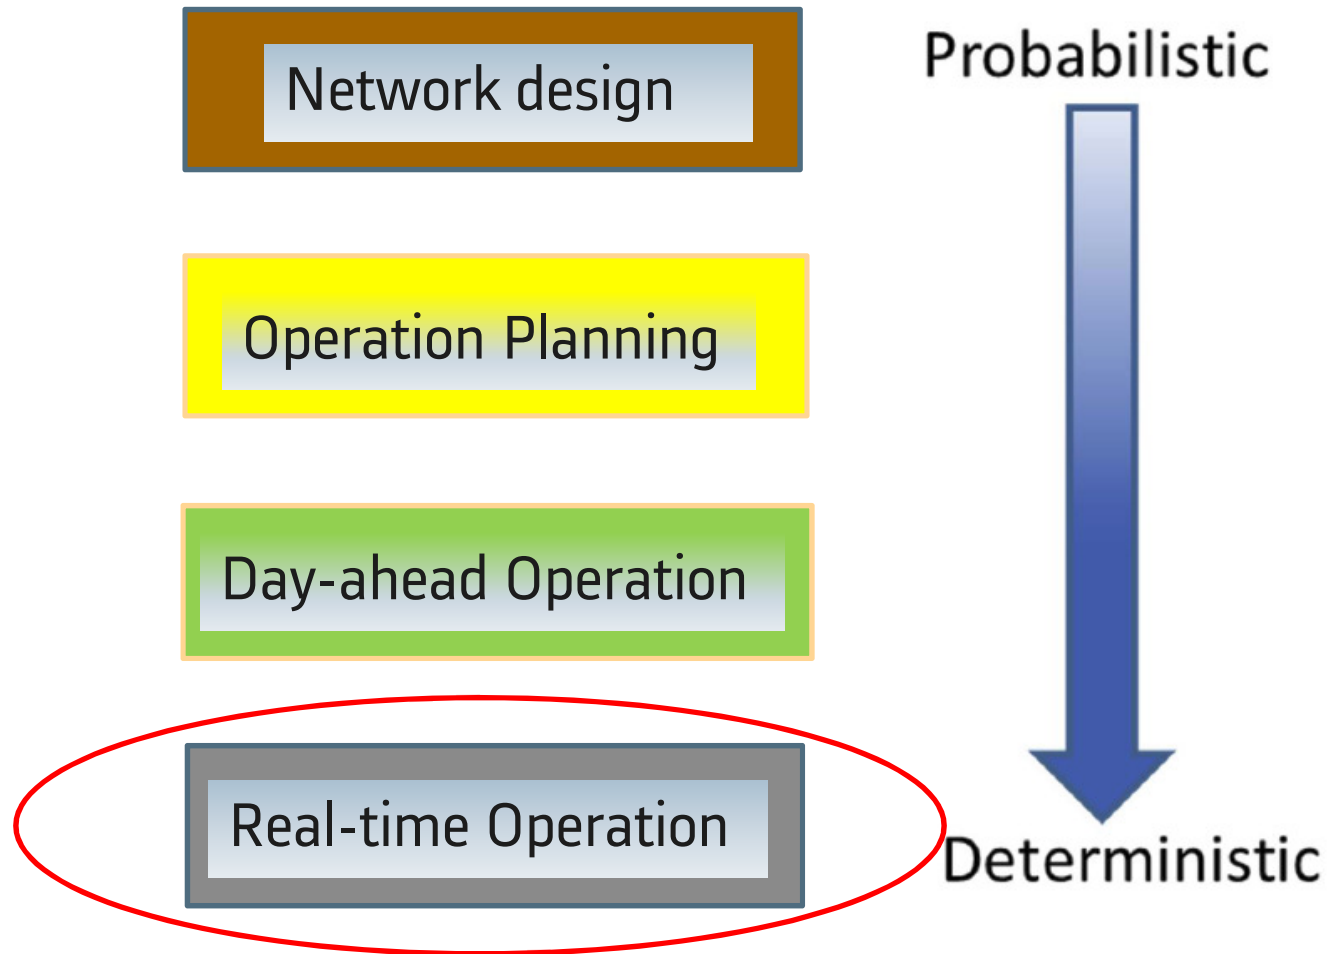 Network design
Probabilistic
Operation Planning
Day-ahead Operation
Real-time Operation
Deterministic